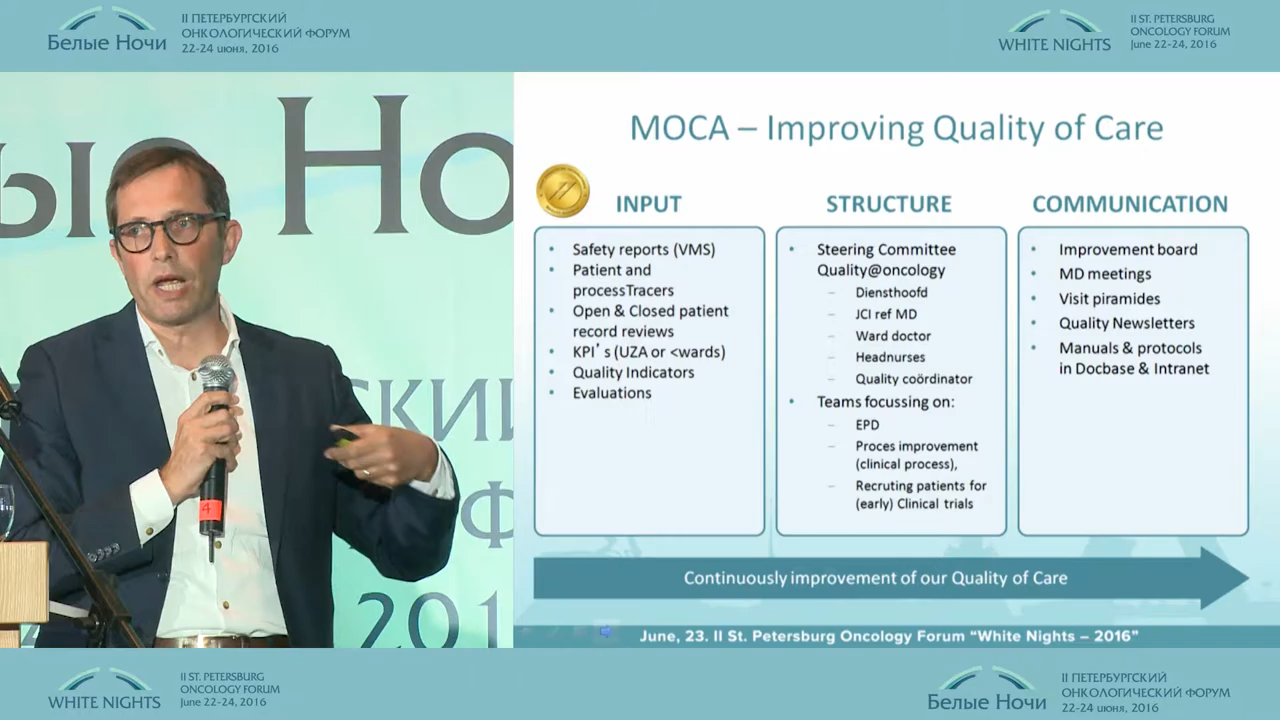 Белые Ночи
II ПЕТЕРБУРГСКИЙ
ОНКОЛОГИЧЕСКИЙ ФОРУМ
22-24 июня, 2016
WHITE NIGHTS
II ST. PETERSBURG
ONCOLOGY FORUM
June 22-24, 2016
ые Но
СКИЙ
Ф
201
4
MOCA – Improving Quality of Care
INPUT
• Safety reports (VMS)
• Patient and
processTracers
• Open & Closed patient
record reviews
• KPI's (UZA or <wards)
• Quality Indicators
• Evaluations
STRUCTURE
• Steering Committee
Quality@oncology
– Diensthoofd
– JCI ref MD
– Ward doctor
– Headnurses
– Quality coördinator
• Teams focussing on:
– EPD
– Proces improvement
(clinical process),
– Recruting patients for
(early) Clinical trials
COMMUNICATION
• Improvement board
• MD meetings
• Visit piramides
• Quality Newsletters
• Manuals & protocols
in Docbase & Intranet
Continuously improvement of our Quality of Care
June, 23. II St. Petersburg Oncology Forum "White Nights – 2016"
WHITE NIGHTS
II ST. PETERSBURG
ONCOLOGY FORUM
June 22-24, 2016
Белые Ночи
II ПЕТЕРБУРГСКИЙ
ОНКОЛОГИЧЕСКИЙ ФОРУМ
22-24 июня, 2016